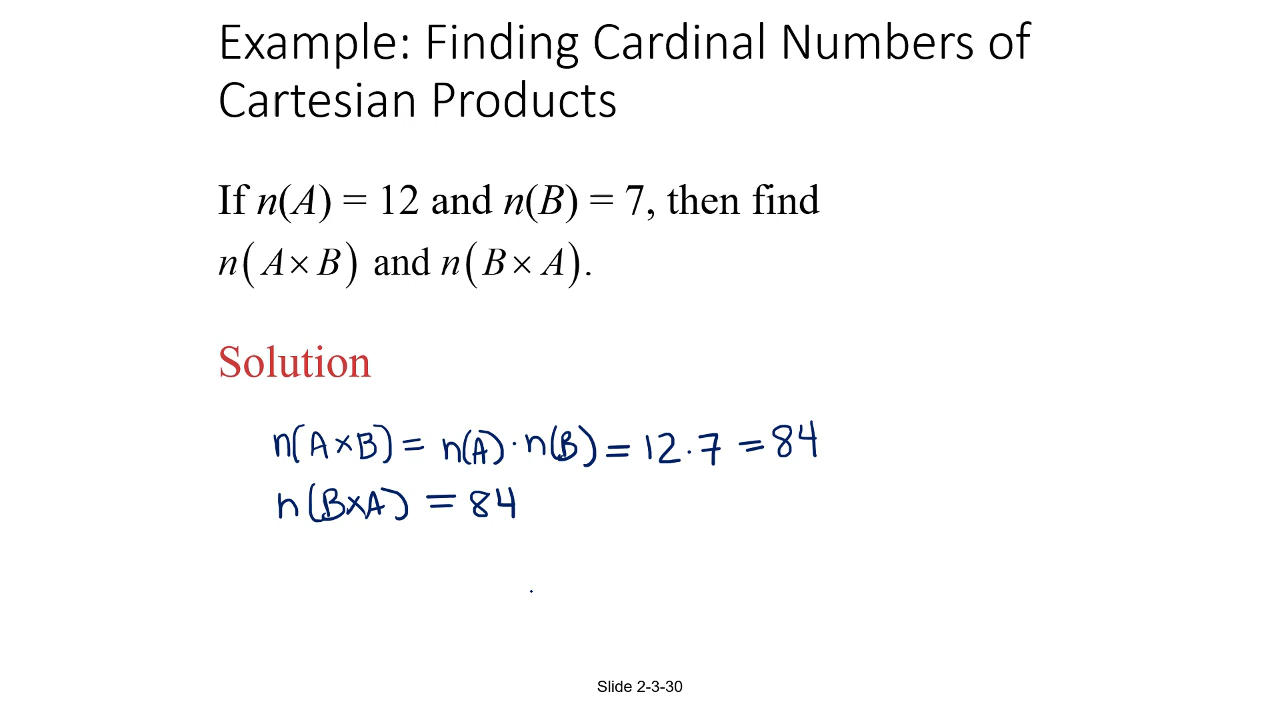 Example: Finding Cardinal Numbers of
Cartesian Products
If n(A) = 12 and n(B) = 7, then find
n(A×B) and n(B×A).
Solution
n(A×B) = n(A)·n(B) = 12·7 = 84
n(B×A) = 84
Slide 2-3-30